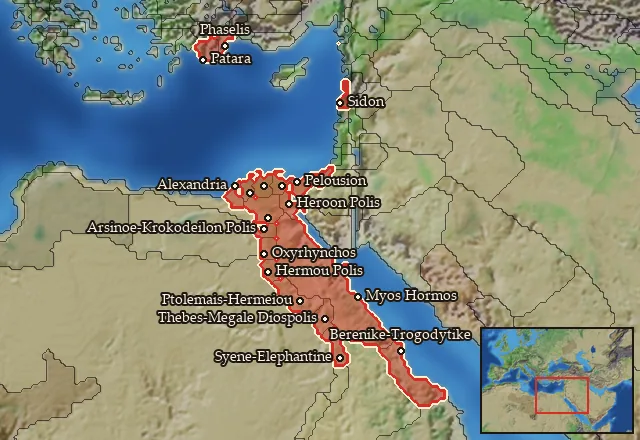 Phaselis
Patara
Sidon
Alexandria
Pelousion
Heroon Polis
Arsinoe-Krokodeilon Polis
Oxyrhynchos
Hermou Polis
Ptolemais-Hermeiou
Myos Hormos
Thebes-Megale Diospolis
Berenike-Trogodytike
Syene-Elephantine